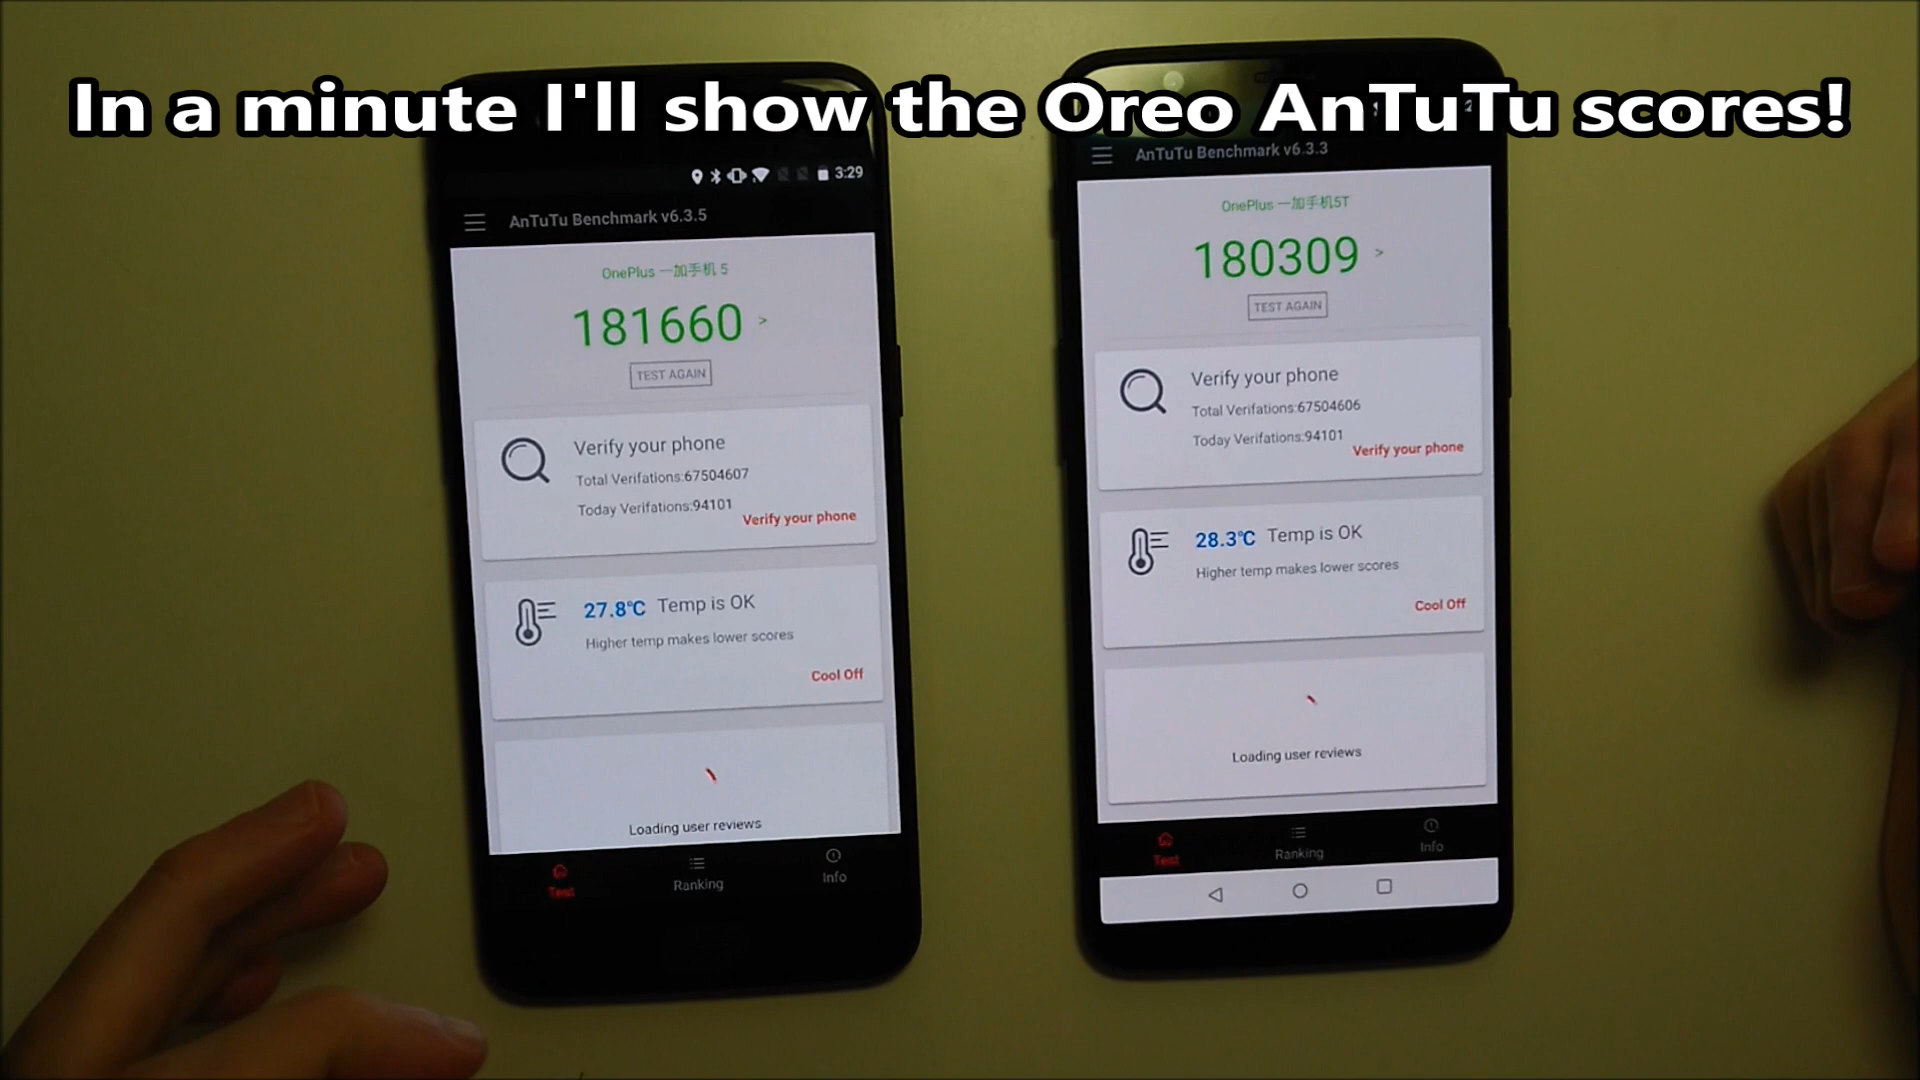 In a minute I'll show the Oreo AnTuTu scores!
3:29
AnTuTu Benchmark v6.3.5
OnePlus 一加手机 5
181660 >
TEST AGAIN
Verify your phone
Total Verifations:67504607
Today Verifations:94101
Verify your phone
27.8℃ Temp is OK
Higher temp makes lower scores
Cool Off
Loading user reviews
Test
Ranking
Info
AnTuTu Benchmark v6.3.3
OnePlus 一加手机5T
180309 >
TEST AGAIN
Verify your phone
Total Verifations:67504606
Today Verifations:94101
Verify your phone
28.3℃ Temp is OK
Higher temp makes lower scores
Cool Off
Loading user reviews
Test
Ranking
Info